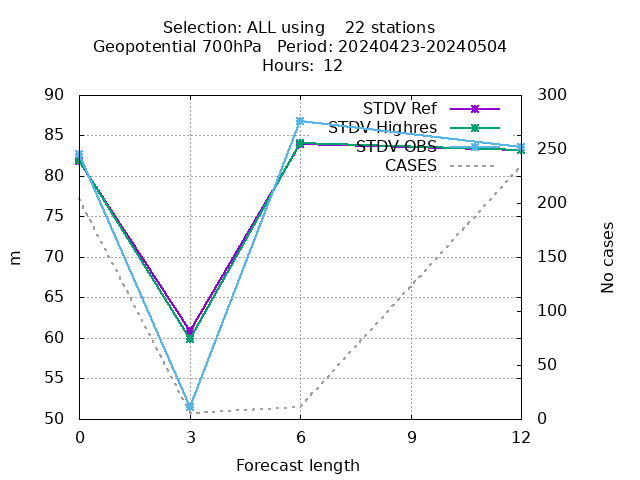 Selection: ALL using    22 stations
Geopotential 700hPa   Period: 20240423-20240504
Hours: 12
90
85
80
75
70
65
60
55
50
300
250
200
150
100
50
0
STDV Ref
STDV Highres
STDV OBS
CASES
m
No cases
0 3 6 9 12
Forecast length